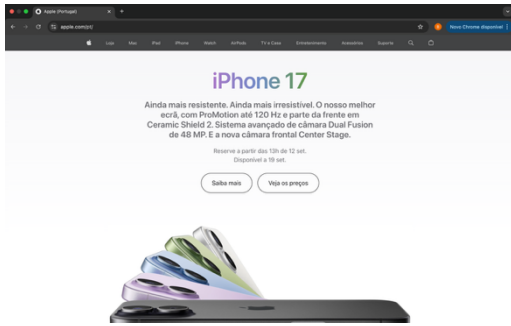 Apple (Portugal)
apple.com/pt/
Novo Chrome disponível
Loja Mac iPad iPhone Watch AirPods TV e Casa Entretenimento Acessórios Suporte
iPhone 17
Ainda mais resistente. Ainda mais irresistível. O nosso melhor
ecrã, com ProMotion até 120 Hz e parte da frente em
Ceramic Shield 2. Sistema avançado de câmara Dual Fusion
de 48 MP. E a nova câmara frontal Center Stage.
Reserve a partir das 13h de 12 set.
Disponível a 19 set.
Saiba mais
Veja os preços